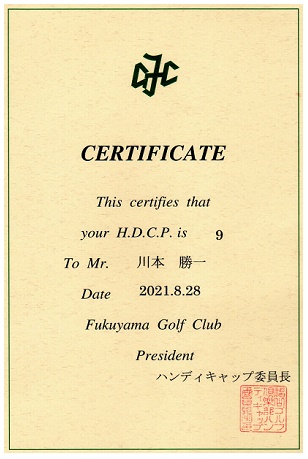 CERTIFICATE
This certifies that
your H.D.C.P. is 9
To Mr. 川本 勝一
Date 2021.8.28
Fukuyama Golf Club
President
ハンディキャップ委員長